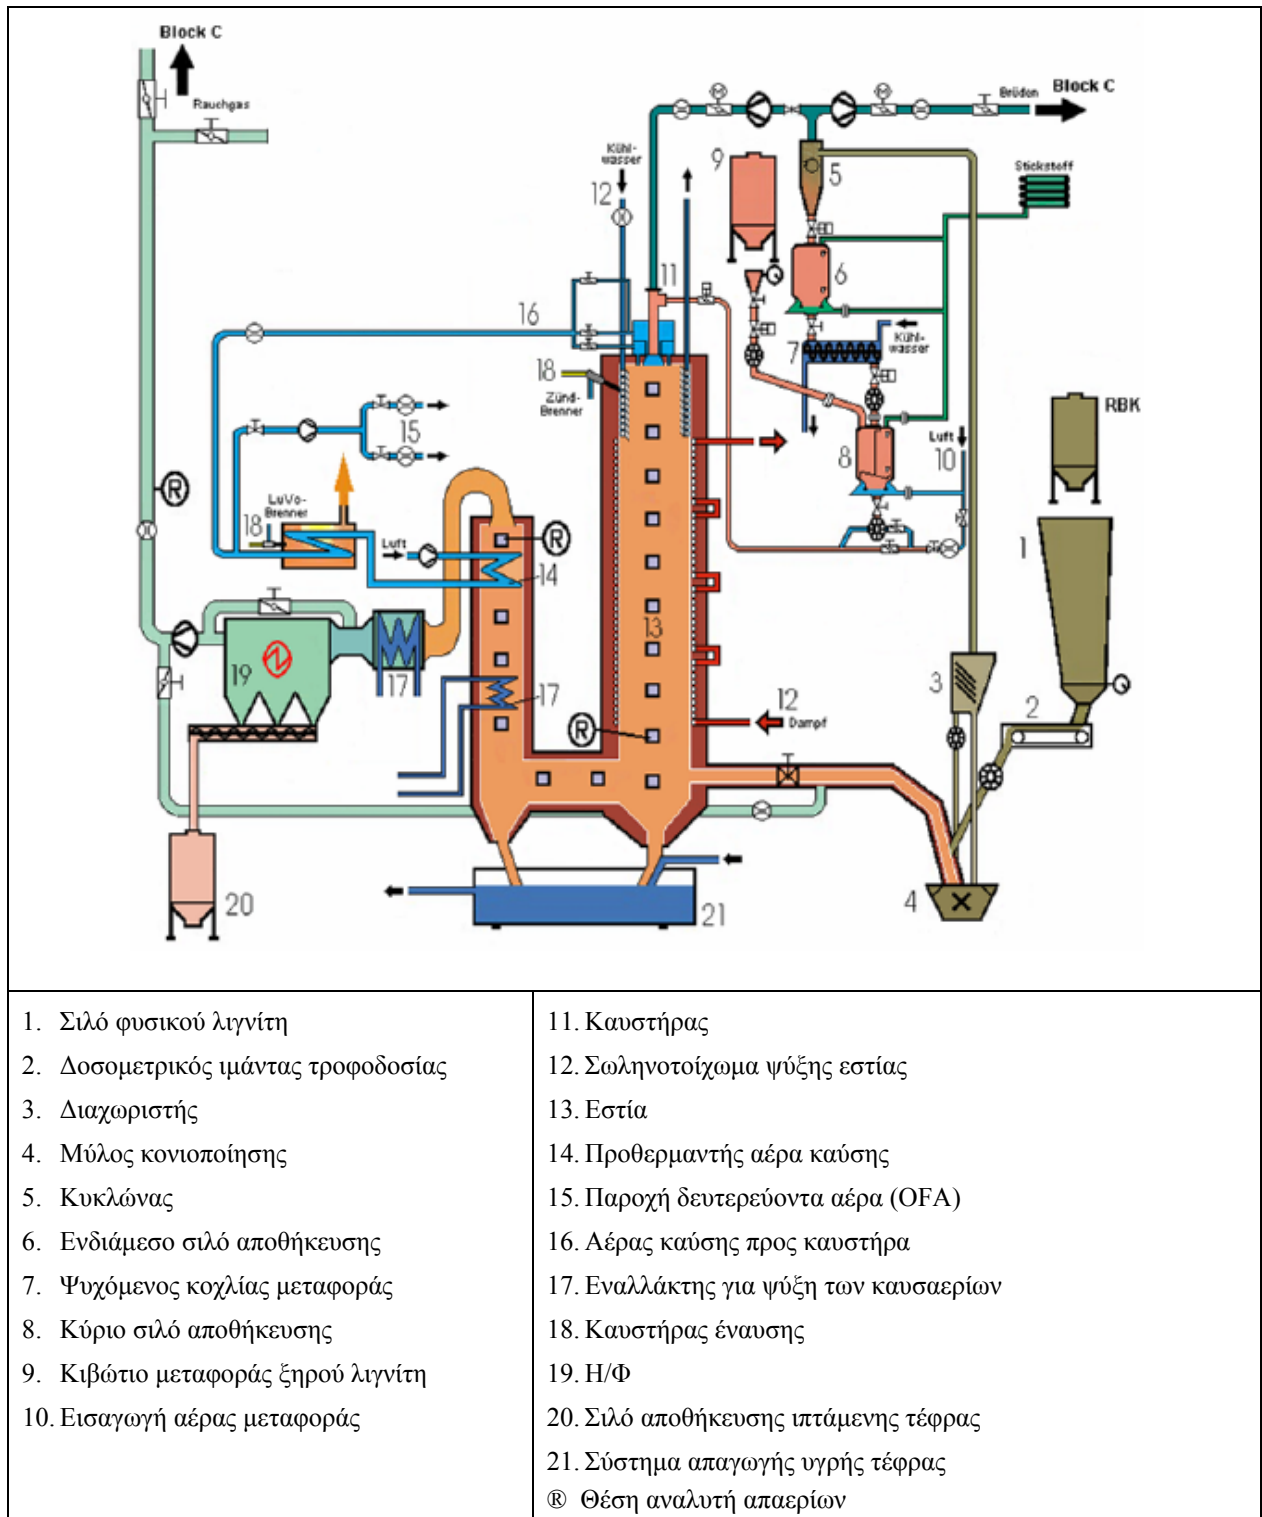 Block C
Rauchgas
Brüden
Block C
Kühl-
wasser
12
9
5
Stickstoff
11
6
16
7
Kühl-
wasser
18
Zünd-
Brenner
15
RBK
Luft
10
8
LuVo-
Brenner
18
R
Luft
R
14
1
13
19
17
17
3
12
Dampf
2
R
20
21
4
1. Σιλό φυσικού λιγνίτη
2. Δοσομετρικός ιμάντας τροφοδοσίας
3. Διαχωριστής
4. Μύλος κονιοποίησης
5. Κυκλώνας
6. Ενδιάμεσο σιλό αποθήκευσης
7. Ψυχόμενος κοχλίας μεταφοράς
8. Κύριο σιλό αποθήκευσης
9. Κιβώτιο μεταφοράς ξηρού λιγνίτη
10. Εισαγωγή αέρας μεταφοράς
11. Καυστήρας
12. Σωληνοτοίχωμα ψύξης εστίας
13. Εστία
14. Προθερμαντής αέρα καύσης
15. Παροχή δευτερεύοντα αέρα (OFA)
16. Αέρας καύσης προς καυστήρα
17. Εναλλάκτης για ψύξη των καυσαερίων
18. Καυστήρας έναυσης
19. Η/Φ
20. Σιλό αποθήκευσης ιπτάμενης τέφρας
21. Σύστημα απαγωγής υγρής τέφρας
® Θέση αναλυτή απαερίων